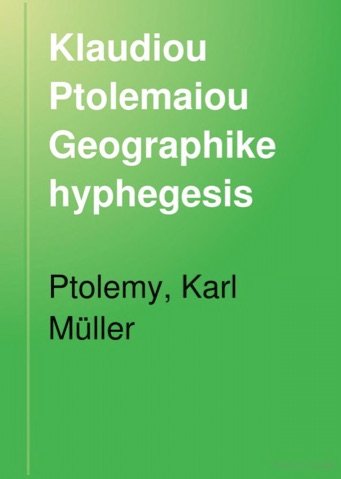 Klaudiou
Ptolemaiou
Geographike
hyphegesis
Ptolemy, Karl
Müller